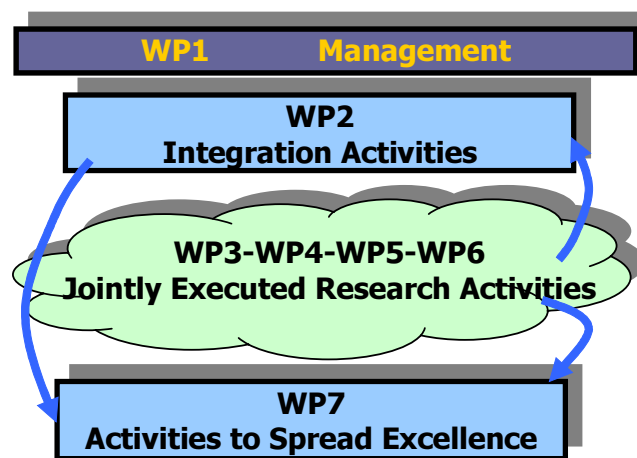 WP1 Management
WP2
Integration Activities
WP3-WP4-WP5-WP6
Jointly Executed Research Activities
WP7
Activities to Spread Excellence